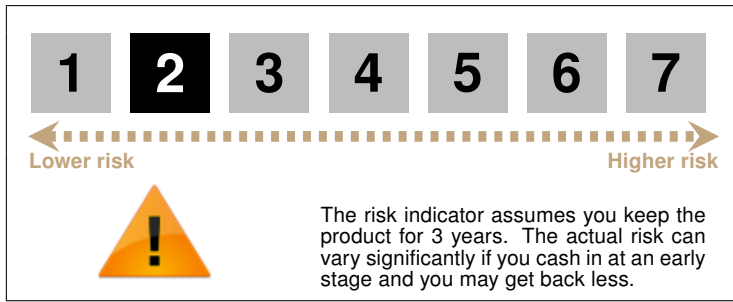 1 2 3 4 5 6 7
Lower risk Higher risk
!
The risk indicator assumes you keep the
product for 3 years. The actual risk can
vary significantly if you cash in at an early
stage and you may get back less.